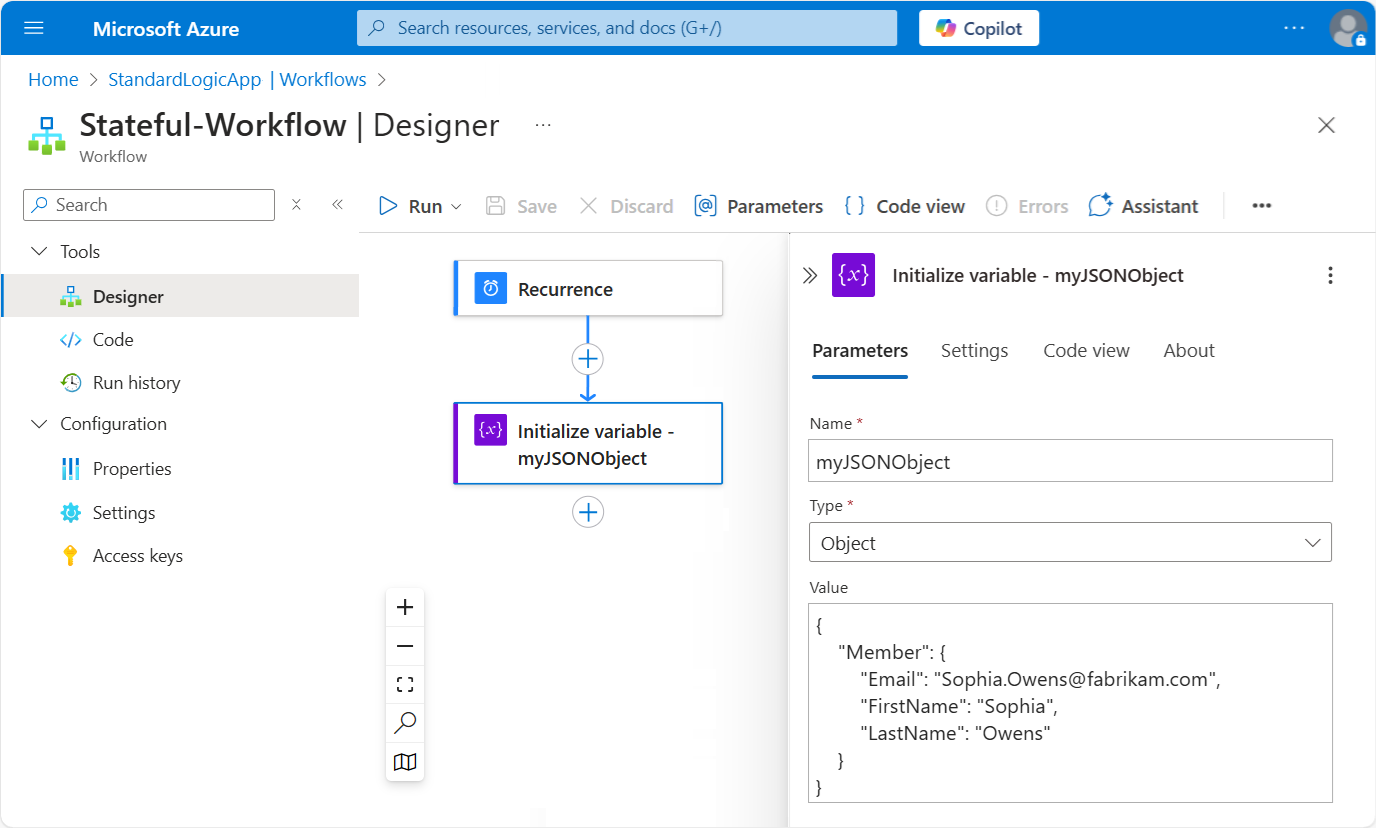 Microsoft Azure
Search resources, services, and docs (G+/)
Copilot
Home > StandardLogicApp | Workflows >
Stateful-Workflow | Designer
Workflow
Search
Run
Save
Discard
Parameters
Code view
Errors
Assistant
Tools
Designer
Code
Run history
Configuration
Properties
Settings
Access keys
Recurrence
{x} Initialize variable -
myJSONObject
{x} Initialize variable - myJSONObject
Parameters
Settings
Code view
About
Name *
myJSONObject
Type *
Object
Value
{
"Member": {
"Email": "Sophia.Owens@fabrikam.com",
"FirstName": "Sophia",
"LastName": "Owens"
}
}